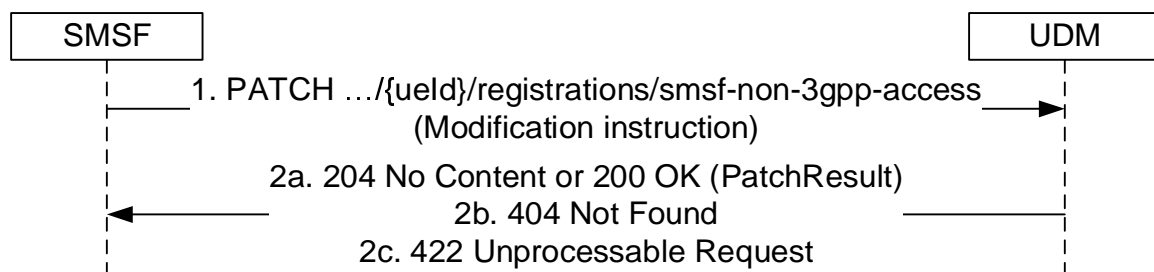 SMSF
UDM
1. PATCH …/{ueId}/registrations/smsf-non-3gpp-access
(Modification instruction)
2a. 204 No Content or 200 OK (PatchResult)
2b. 404 Not Found
2c. 422 Unprocessable Request